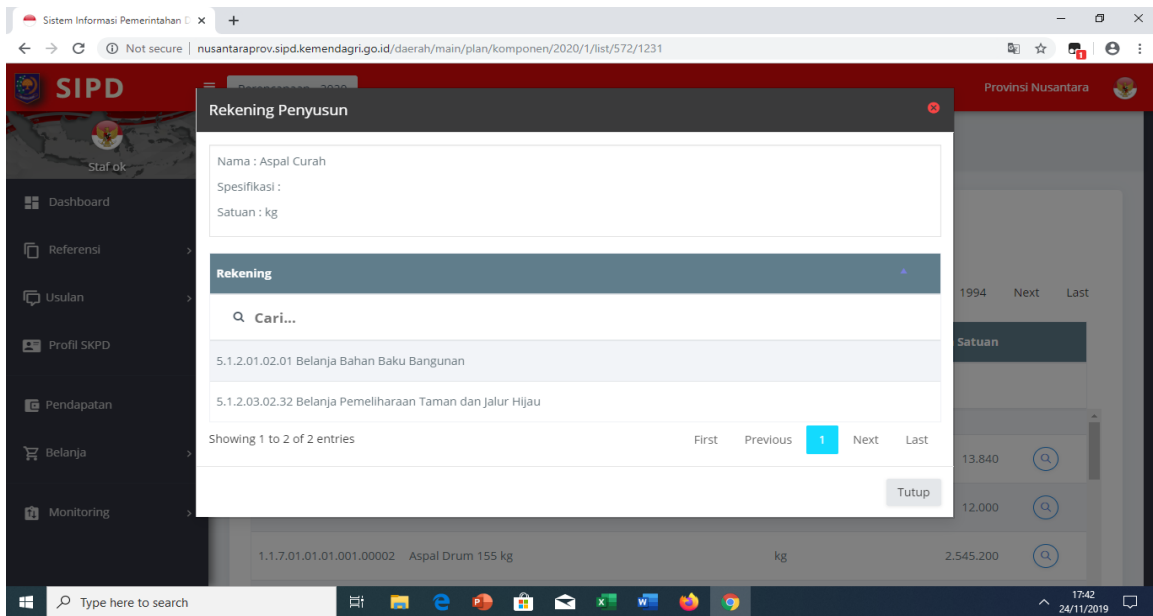 Sistem Informasi Pemerintahan D
Not secure nusantaraprov.sipd.kemendagri.go.id/daerah/main/plan/komponen/2020/1/list/572/1231
SIPD
Provinsi Nusantara
Staf ok
Dashboard
Referensi
Usulan
Profil SKPD
Pendapatan
Belanja
Monitoring
Rekening Penyusun
Nama : Aspal Curah
Spesifikasi :
Satuan : kg
Rekening
Cari...
5.1.2.01.02.01 Belanja Bahan Baku Bangunan
5.1.2.03.02.32 Belanja Pemeliharaan Taman dan Jalur Hijau
Showing 1 to 2 of 2 entries
First Previous 1 Next Last
Tutup
1994 Next Last
Satuan
13.840
12.000
1.1.7.01.01.01.001.00002 Aspal Drum 155 kg kg 2.545.200
Type here to search
17:42
24/11/2019